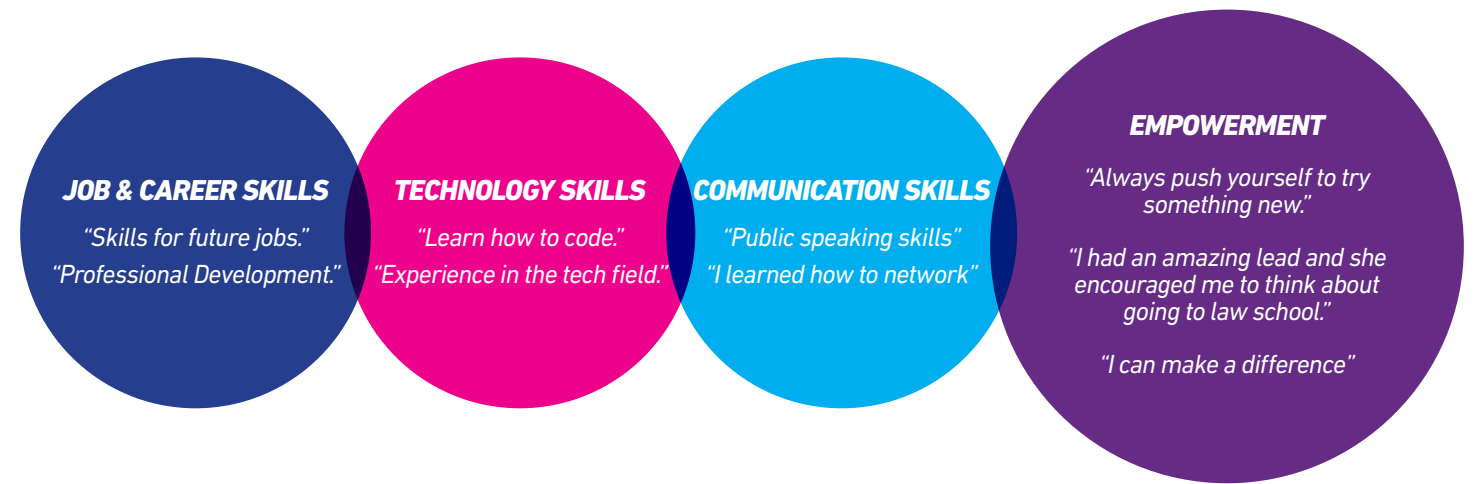 JOB & CAREER SKILLS
“Skills for future jobs.”
“Professional Development.”
TECHNOLOGY SKILLS
“Learn how to code.”
“Experience in the tech field.”
COMMUNICATION SKILLS
“Public speaking skills”
“I learned how to network”
EMPOWERMENT
“Always push yourself to try
something new.”
“I had an amazing lead and she
encouraged me to think about
going to law school.”
“I can make a difference”